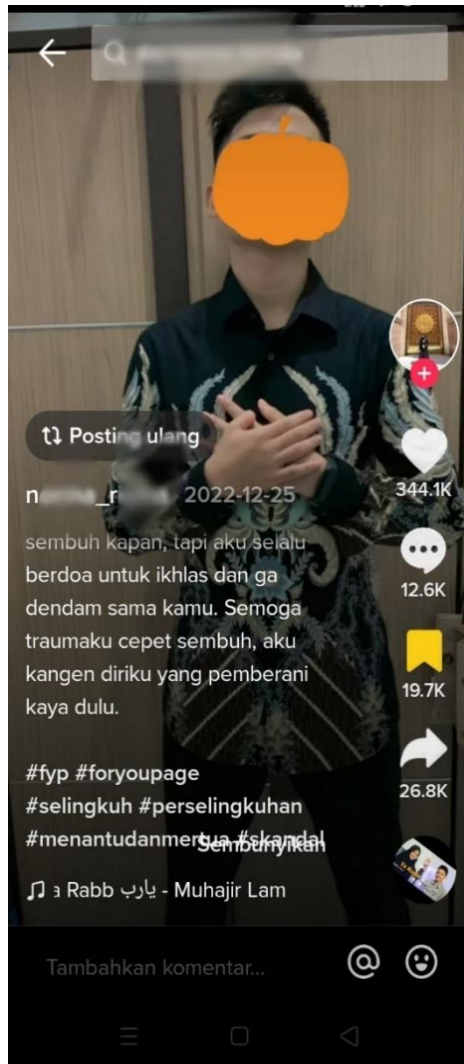 Posting ulang
2022-12-25
sembuh kapan, tapi aku selalu
berdoa untuk ikhlas dan ga
dendam sama kamu. Semoga
traumaku cepet sembuh, aku
kangen diriku yang pemberani
kaya dulu.
#fyp #foryoupage
#selingkuh #perselingkuhan
#menantudanmertua #skandal
Sembunyikan
a Rabb يارب - Muhajir Lam
344.1K
12.6K
19.7K
26.8K
Tambahkan komentar...